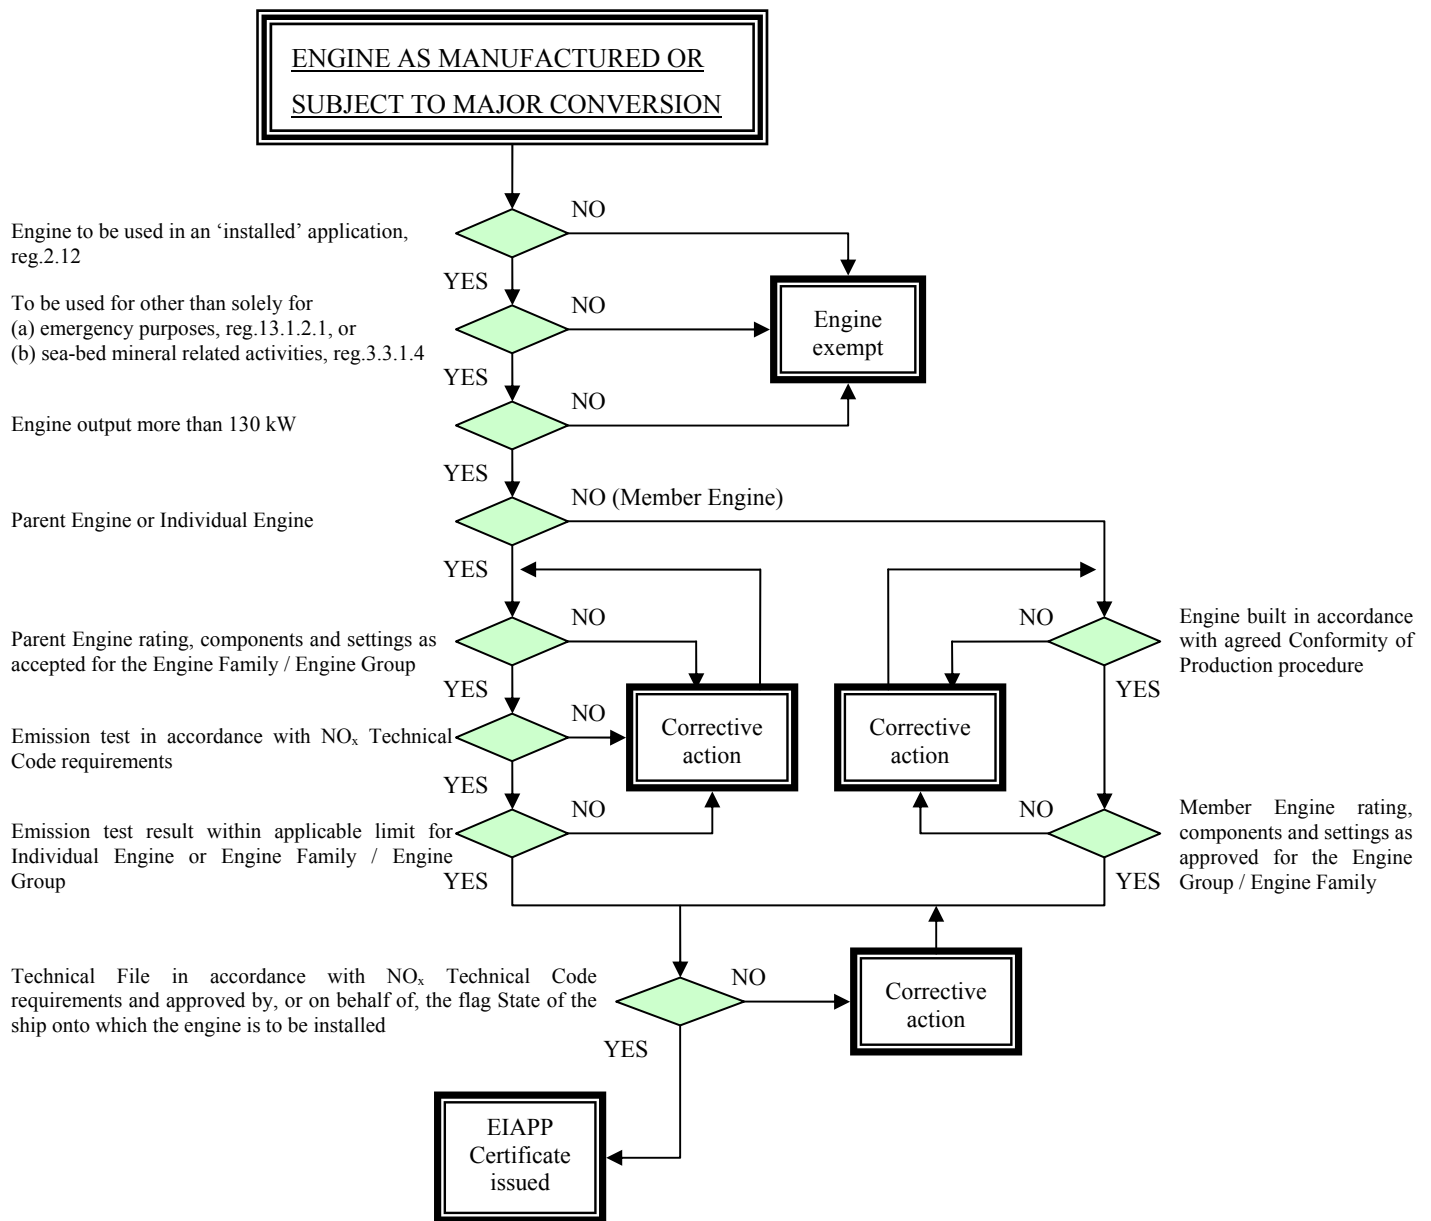 ENGINE AS MANUFACTURED OR
SUBJECT TO MAJOR CONVERSION
NO
Engine to be used in an ‘installed’ application,
reg.2.12
YES
To be used for other than solely for
(a) emergency purposes, reg.13.1.2.1, or
(b) sea-bed mineral related activities, reg.3.3.1.4
NO
Engine
exempt
YES
NO
Engine output more than 130 kW
YES
NO (Member Engine)
Parent Engine or Individual Engine
YES
NO
Parent Engine rating, components and settings as
accepted for the Engine Family / Engine Group
YES
NO
Engine built in accordance
with agreed Conformity of
Production procedure
YES
NO
Emission test in accordance with NOx Technical
Code requirements
Corrective
action
Corrective
action
YES
NO
Emission test result within applicable limit for
Individual Engine or Engine Family / Engine
Group
YES
NO
Member Engine rating,
components and settings as
approved for the Engine
Group / Engine Family
YES
Technical File in accordance with NOx Technical Code
requirements and approved by, or on behalf of, the flag State of the
ship onto which the engine is to be installed
NO
Corrective
action
YES
EIAPP
Certificate
issued